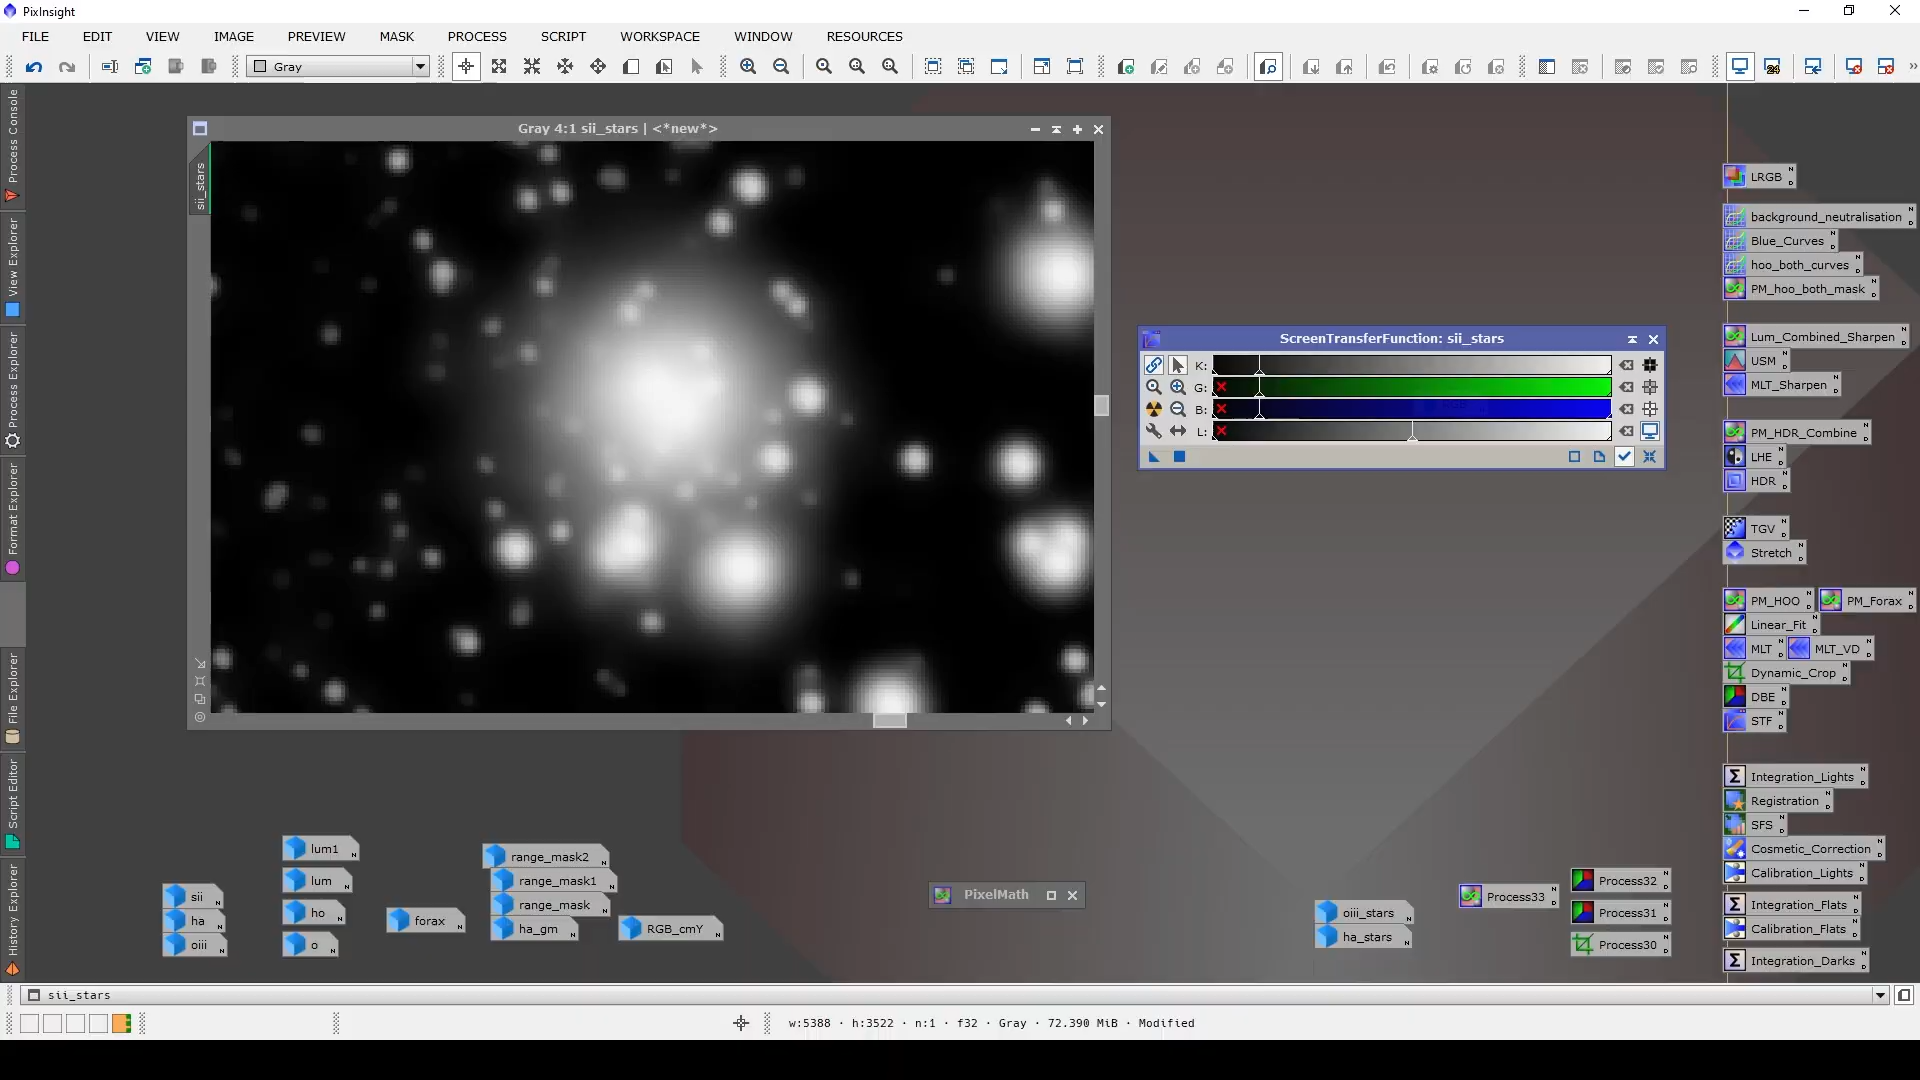 PixInsight
FILE EDIT VIEW IMAGE PREVIEW MASK PROCESS SCRIPT WORKSPACE WINDOW RESOURCES
Gray
Process Console
View Explorer
Process Explorer
Format Explorer
File Explorer
Script Editor
History Explorer
Gray 4:1 sii_stars | <*new*>
sii_stars
ScreenTransferFunction: sii_stars
K:
G:
B:
L:
LRGB
background_neutralisation
Blue_Curves
hoo_both_curves
PM_hoo_both_mask
Lum_Combined_Sharpen
USM
MLT_Sharpen
PM_HDR_Combine
LHE
HDR
TGV
Stretch
PM_HOO PM_Forax
Linear_Fit
MLT MLT_VD
Dynamic_Crop
DBE
STF
Integration_Lights
Registration
SFS
Cosmetic_Correction
Calibration_Lights
Integration_Flats
Calibration_Flats
Integration_Darks
sii
ha
oiii
lum1
lum
ho
o
forax
range_mask2
range_mask1
range_mask
ha_gm
RGB_cmY
PixelMath
oiii_stars
ha_stars
Process33
Process32
Process31
Process30
sii_stars
w:5388 · h:3522 · n:1 · f32 · Gray · 72.390 MiB · Modified